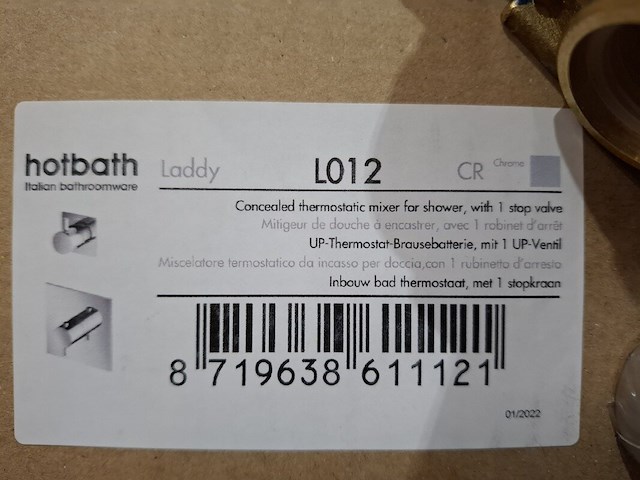 hotbath Laddy L012 CR Chrome
Italian bathroomware
Concealed thermostatic mixer for shower, with 1 stop valve
Mitigeur de douche à encastrer, avec 1 robinet d'arrêt
UP-Thermostat-Brausebatterie, mit 1 UP-Ventil
Miscelatore termostatico da incasso per doccia,con 1 rubinetto d'arresto
Inbouw bad thermostaat, met 1 stopkraan
8 719638 611121
01/2022